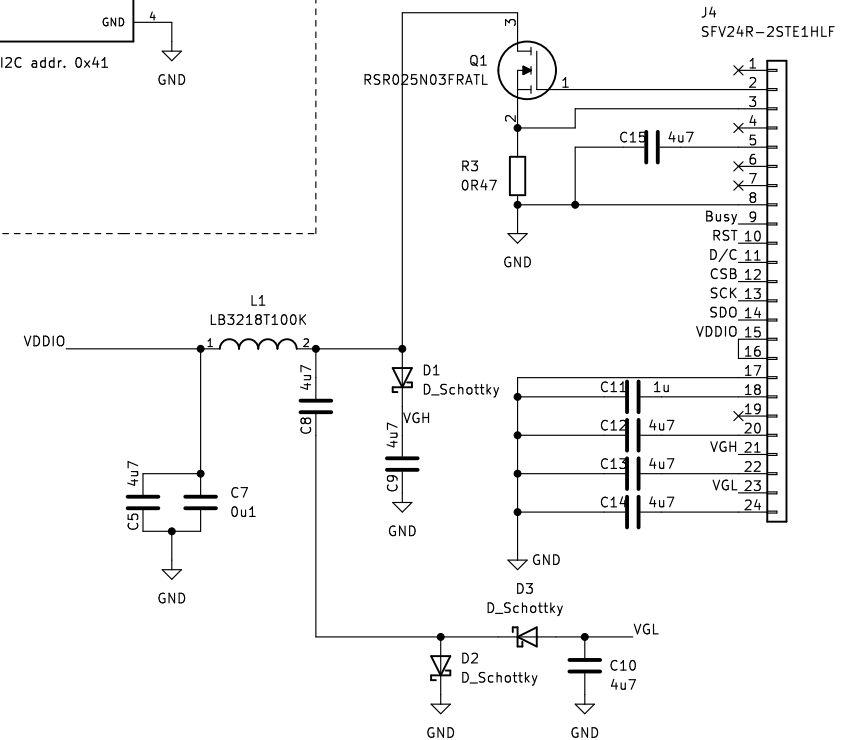 GND 4
I2C addr. 0x41
GND
J4
SFV24R-2STE1HLF
3
Q1
RSR025N03FRATL
1
2
R3
0R47
GND
C15 4u7
1
2
3
4
5
6
7
8
Busy 9
RST 10
D/C 11
CSB 12
SCK 13
SDO 14
VDDIO 15
16
17
18
19
20
VGH 21
22
VGL 23
24
C11 1u
C12 4u7
C13 4u7
C14 4u7
GND
L1
LB3218T100K
VDDIO
1 2
4u7
C8
D1
D_Schottky
VGH
4u7
C9
GND
4u7
C5
C7
0u1
GND
D3
D_Schottky
VGL
D2
D_Schottky
GND
C10
4u7
GND